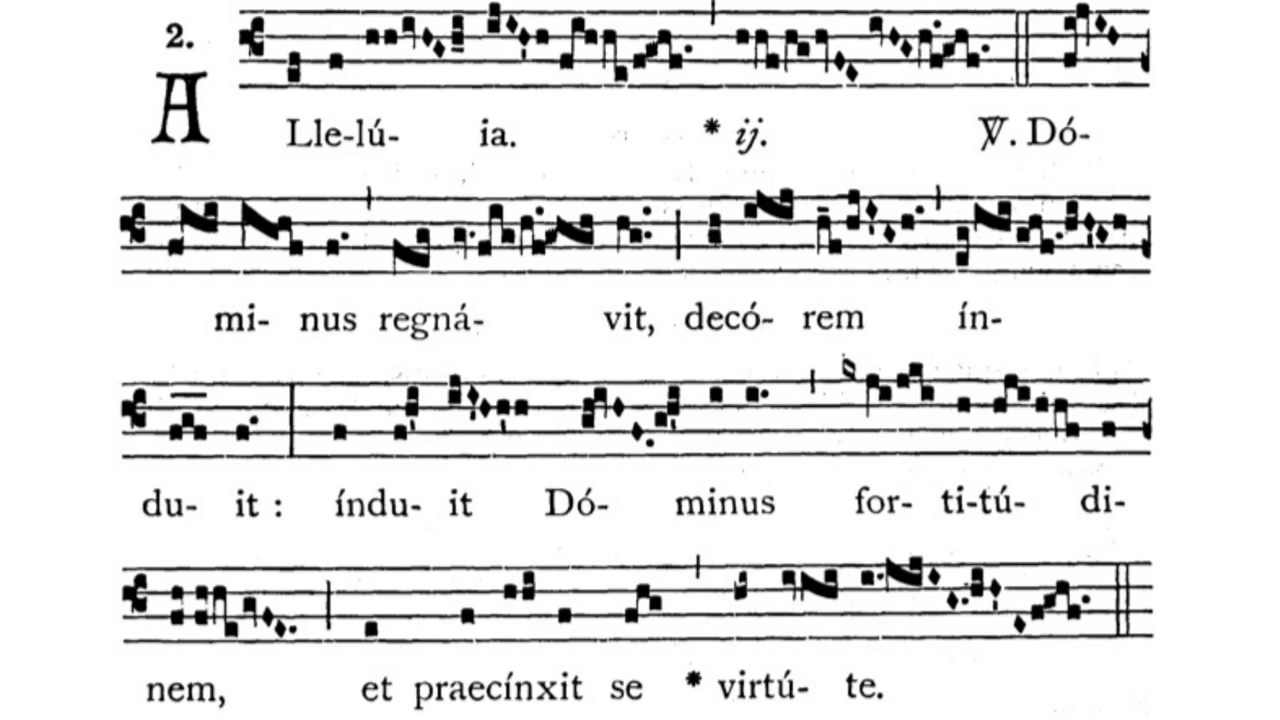 2.
ALle-lú- ia. * ij. ℣. Dó-
mi- nus regná- vit, decó- rem ín-
du- it : índu- it Dó- minus for- ti-tú- di-
nem, et praecínxit se * virtú- te.